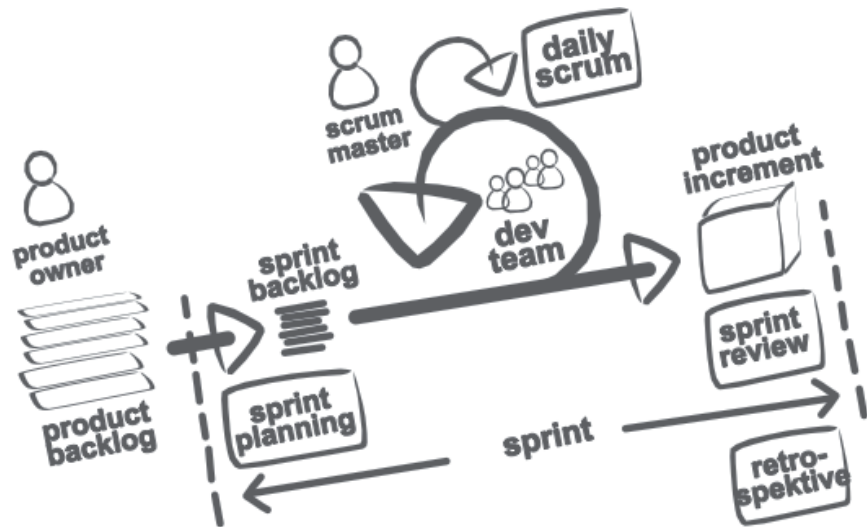 daily
scrum
scrum
master
product
increment
dev
team
product
owner
sprint
backlog
sprint
review
product
backlog
sprint
planning
sprint
retro-
spektive